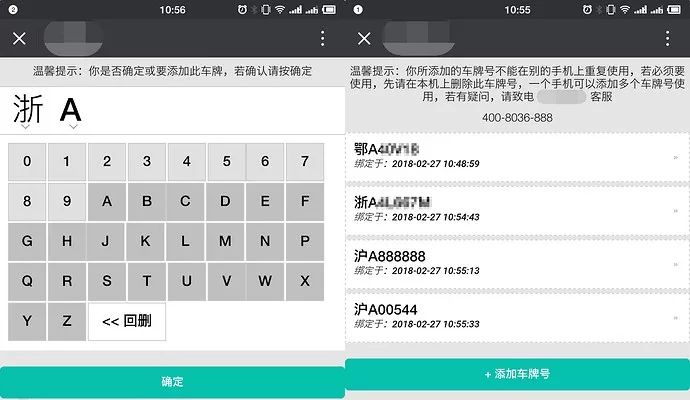 2
10:56
温馨提示：你是否确定或要添加此车牌，若确认请按确定
浙 A
0 1 2 3 4 5 6 7
8 9 A B C D E F
G H J K L M N P
Q R S T U V W X
Y Z << 回删
确定
1
10:55
温馨提示：你所添加的车牌号不能在别的手机上重复使用，若必须要
使用，先请在本机上删除此车牌号，一个手机可以添加多个车牌号使
用，若有疑问，请致电 客服
400-8036-888
鄂A
绑定于：2018-02-27 10:48:59
浙A
绑定于：2018-02-27 10:54:43
沪A888888
绑定于：2018-02-27 10:55:13
沪A00544
绑定于：2018-02-27 10:55:33
+ 添加车牌号